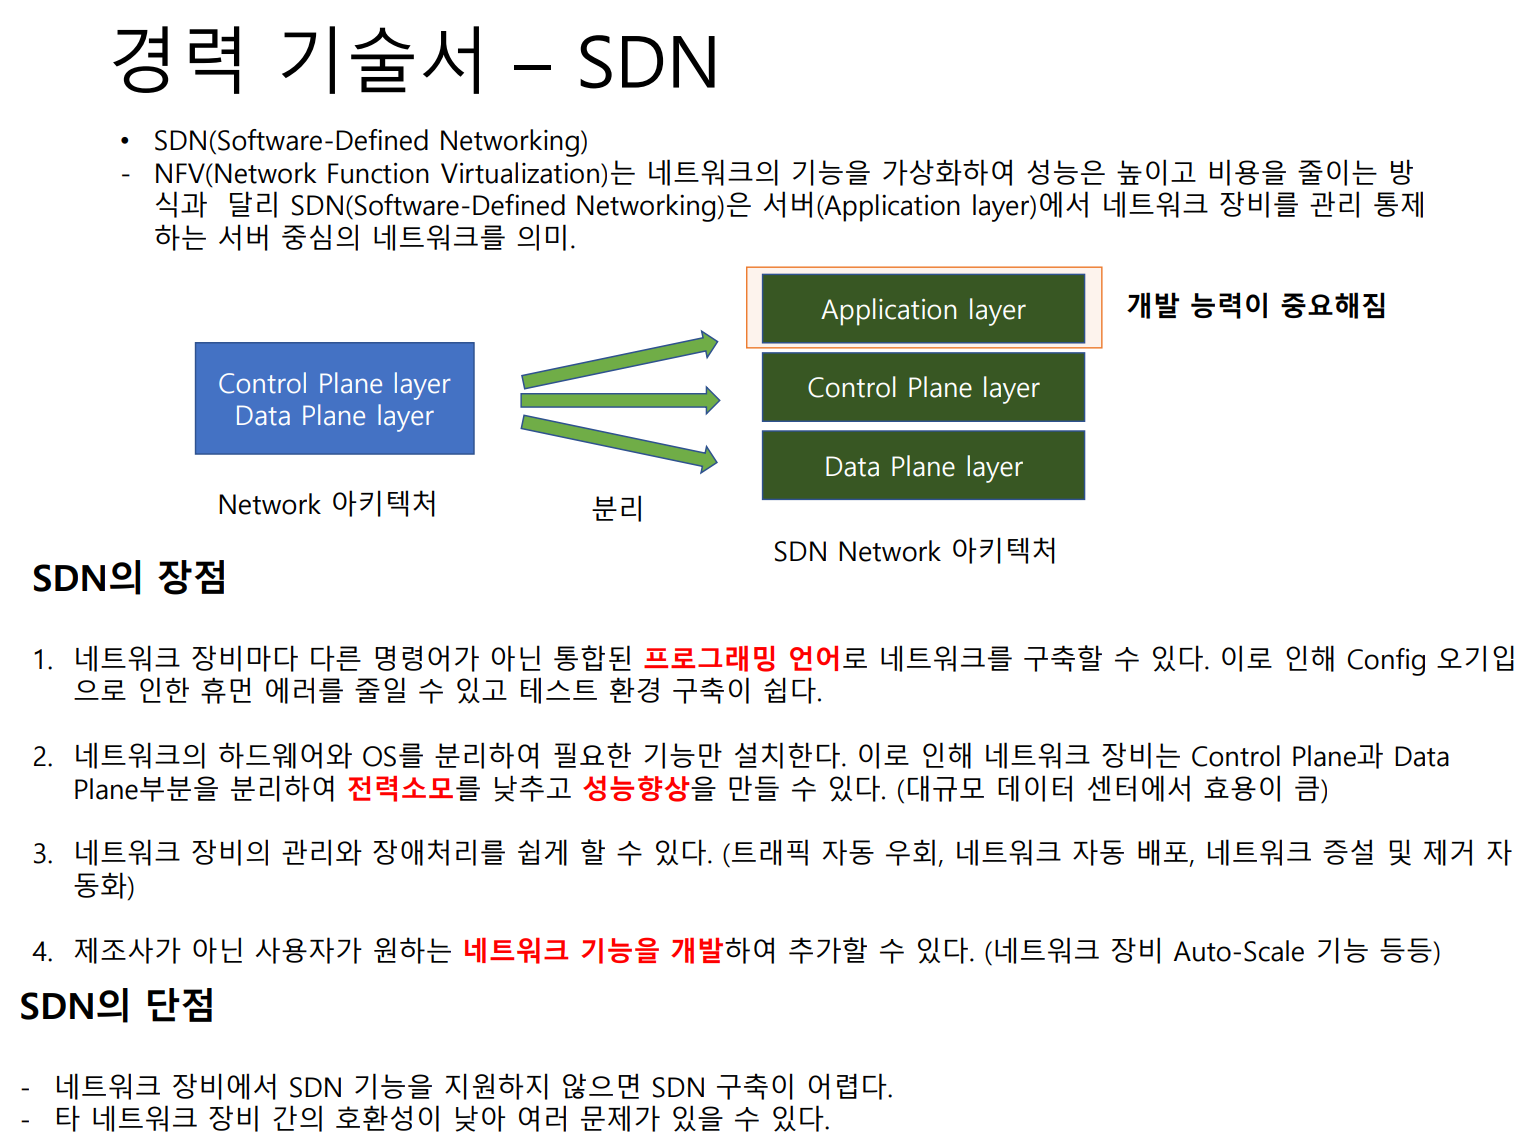 경력 기술서 – SDN
• SDN(Software-Defined Networking)
- NFV(Network Function Virtualization)는 네트워크의 기능을 가상화하여 성능은 높이고 비용을 줄이는 방
식과 달리 SDN(Software-Defined Networking)은 서버(Application layer)에서 네트워크 장비를 관리 통제
하는 서버 중심의 네트워크를 의미.
Application layer
개발 능력이 중요해짐
Control Plane layer
Data Plane layer
Control Plane layer
Data Plane layer
Network 아키텍처
분리
SDN Network 아키텍처
SDN의 장점
1. 네트워크 장비마다 다른 명령어가 아닌 통합된 프로그래밍 언어로 네트워크를 구축할 수 있다. 이로 인해 Config 오기입
으로 인한 휴먼 에러를 줄일 수 있고 테스트 환경 구축이 쉽다.
2. 네트워크의 하드웨어와 OS를 분리하여 필요한 기능만 설치한다. 이로 인해 네트워크 장비는 Control Plane과 Data
Plane부분을 분리하여 전력소모를 낮추고 성능향상을 만들 수 있다. (대규모 데이터 센터에서 효용이 큼)
3. 네트워크 장비의 관리와 장애처리를 쉽게 할 수 있다. (트래픽 자동 우회, 네트워크 자동 배포, 네트워크 증설 및 제거 자
동화)
4. 제조사가 아닌 사용자가 원하는 네트워크 기능을 개발하여 추가할 수 있다. (네트워크 장비 Auto-Scale 기능 등등)
SDN의 단점
- 네트워크 장비에서 SDN 기능을 지원하지 않으면 SDN 구축이 어렵다.
- 타 네트워크 장비 간의 호환성이 낮아 여러 문제가 있을 수 있다.